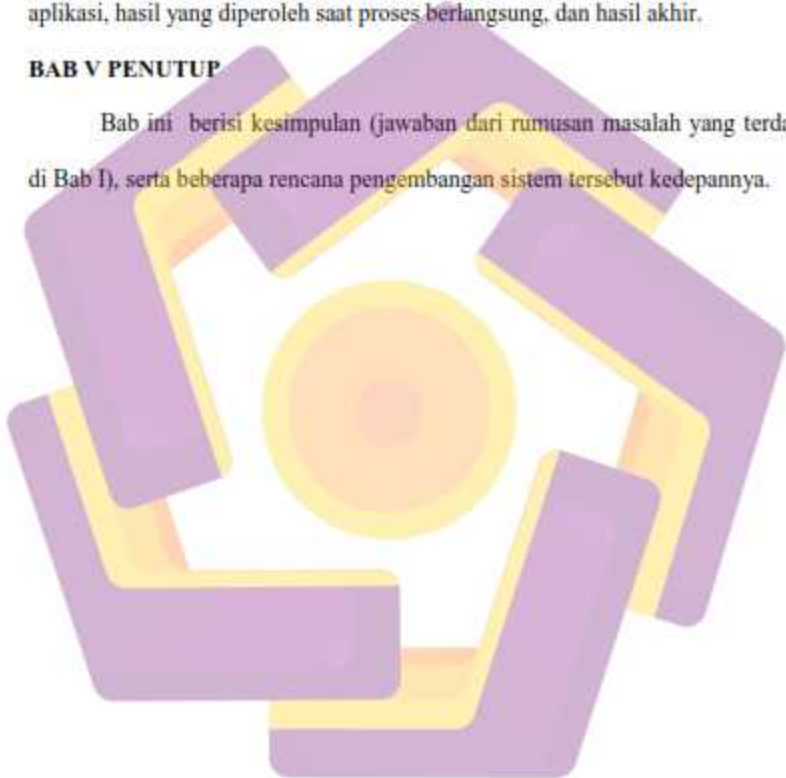 aplikasi, hasil yang diperoleh saat proses berlangsung, dan hasil akhir.
BAB V PENUTUP
Bab ini berisi kesimpulan (jawaban dari rumusan masalah yang terda
di Bab I), serta beberapa rencana pengembangan sistem tersebut kedepannya.